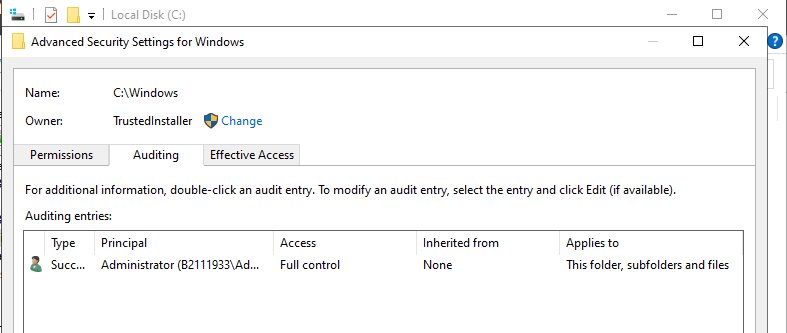 Local Disk (C:)
Advanced Security Settings for Windows
Name: C:\Windows
Owner: TrustedInstaller Change
Permissions Auditing Effective Access
For additional information, double-click an audit entry. To modify an audit entry, select the entry and click Edit (if available).
Auditing entries:
Type Principal Access Inherited from Applies to
Succ... Administrator (B2111933\Ad... Full control None This folder, subfolders and files